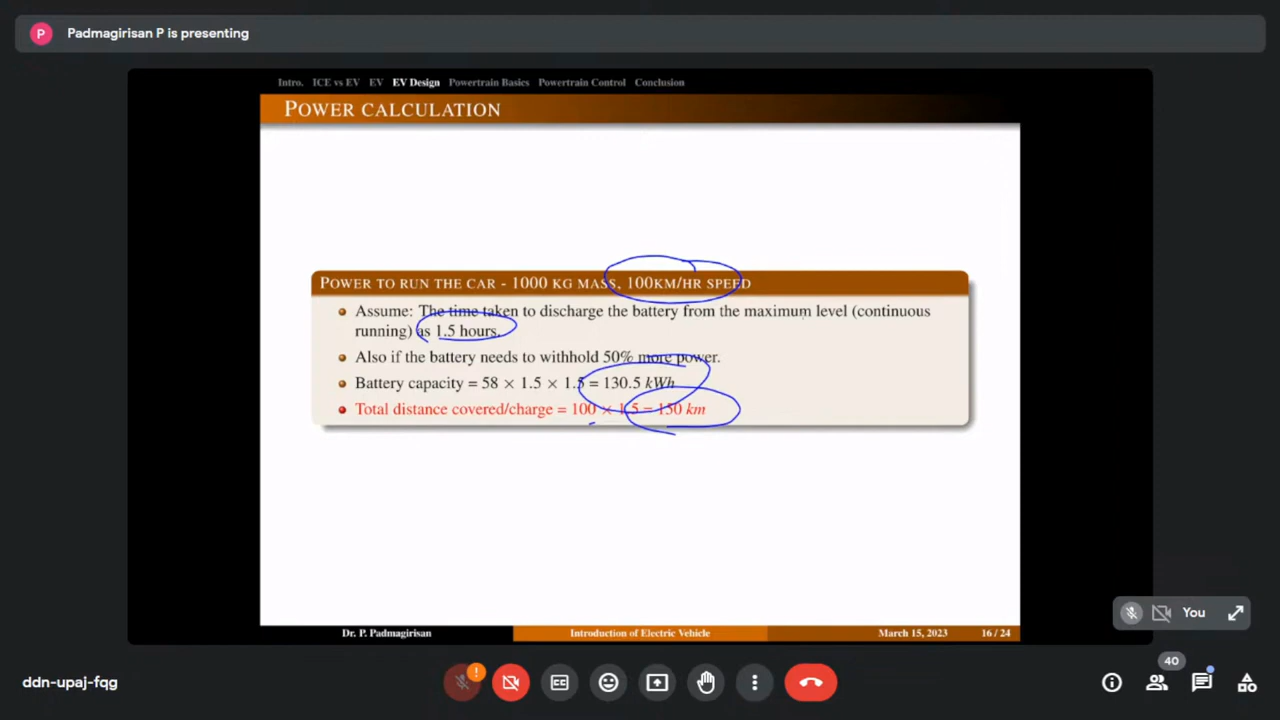 P Padmagirisan P is presenting
Intro. ICE vs EV EV EV Design Powertrain Basics Powertrain Control Conclusion
POWER CALCULATION
POWER TO RUN THE CAR - 1000 KG MASS, 100KM/HR SPEED
Assume: The time taken to discharge the battery from the maximum level (continuous
running) as 1.5 hours.
Also if the battery needs to withhold 50% more power.
Battery capacity = 58 × 1.5 × 1.5 = 130.5 kWh
Total distance covered/charge = 100 × 1.5 = 150 km
You
Dr. P. Padmagirisan Introduction of Electric Vehicle March 15, 2023 16 / 24
40
ddn-upaj-fqg